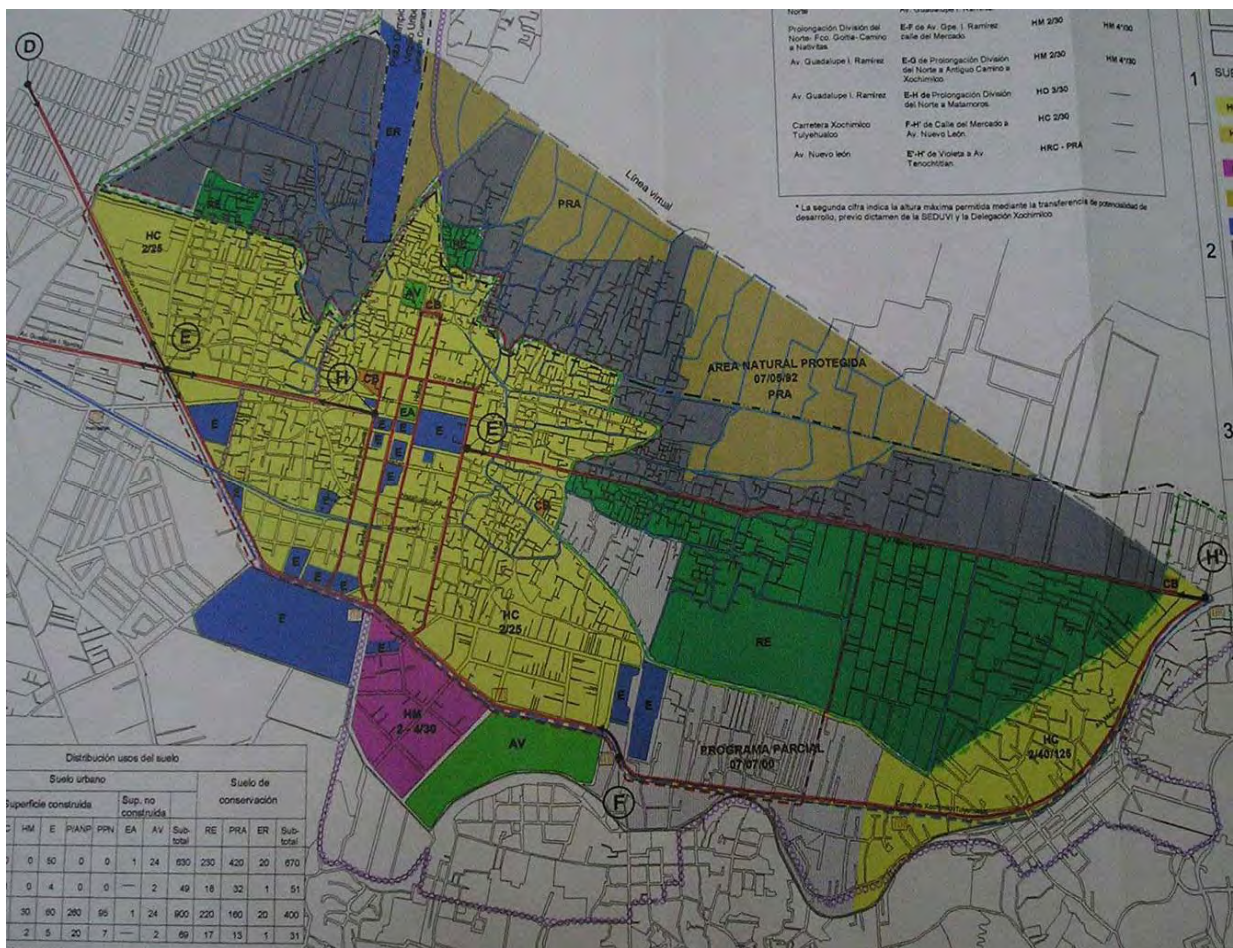 Norte
Prolongación División del
Norte- Fco. Goitia- Camino
a Nativitas
E-F de Av. Gpe. I. Ramírez
calle del Mercado.
HM 2/30
HM 4*/30
Av. Guadalupe I. Ramírez
E-G de Prolongación División
del Norte a Antiguo Camino a
Xochimilco.
HM 2/30
HM 4*/30
Av. Guadalupe I. Ramírez
E-H de Prolongación División
del Norte a Matamoros.
HO 3/30
Carretera Xochimilco
Tulyehualco
F-H' de Calle del Mercado a
Av. Nuevo León.
HC 2/30
Av. Nuevo león
E'-H' de Violeta a Av.
Tenochtitlan.
HRC - PRA
* La segunda cifra indica la altura máxima permitida mediante la transferencia de potencialidad de
desarrollo, previo dictamen de la SEDUVI y la Delegación Xochimilco.
1
2
3
D
ER
Línea virtual
PRA
RE
RE
HC
2/25
AV
CB
E
H
CB
AREA NATURAL PROTEGIDA
07/05/92
PRA
EA
E
E
E
E
E
E
E'
CB
E
E
E
E
E
E
HC
2/25
E
HM
2 - 4/30
AV
E
E
RE
CB
H'
PROGRAMA PARCIAL
07/07/00
HC
2/40/125
F
Distribución usos del suelo
Suelo urbano
Suelo de
conservación
Superficie construida
Sup. no
construida
HM E P/ANP PPN EA AV Sub-total RE PRA ER Sub-total
0 50 0 0 1 24 630 230 420 20 670
0 4 0 0 — 2 49 18 32 1 51
30 60 260 95 1 24 900 220 160 20 400
2 5 20 7 — 2 69 17 13 1 31